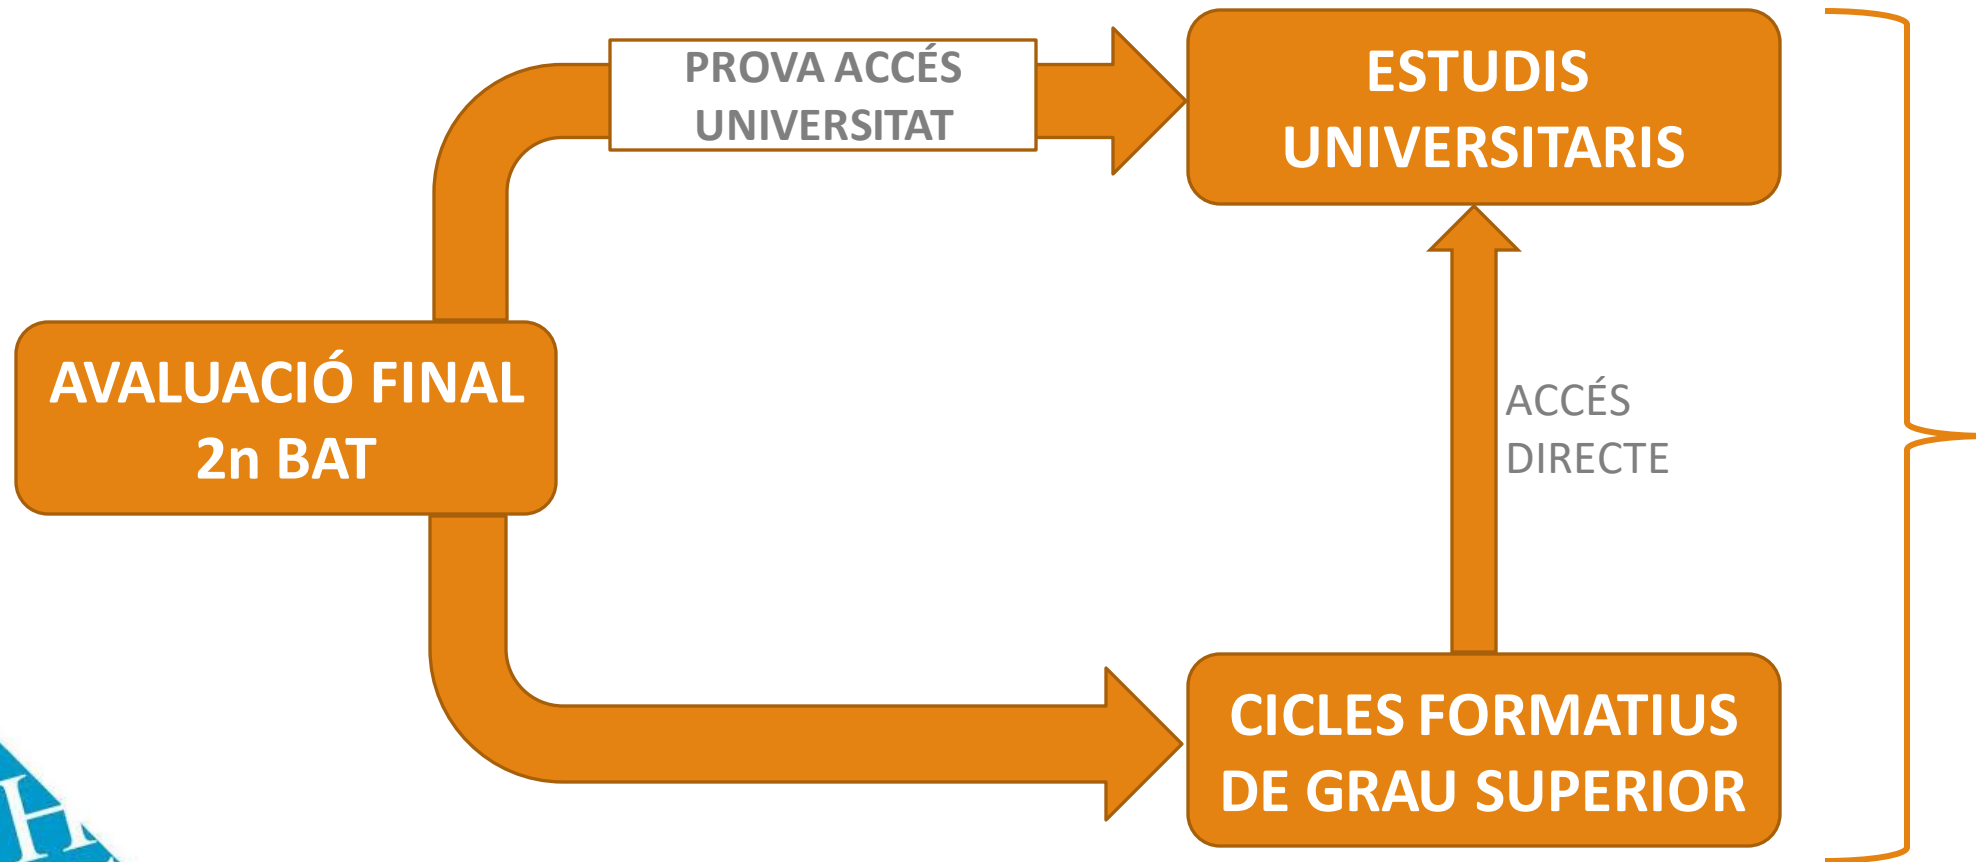 PROVA ACCÉS
UNIVERSITAT
ESTUDIS
UNIVERSITARIS
AVALUACIÓ FINAL
2n BAT
ACCÉS
DIRECTE
CICLES FORMATIUS
DE GRAU SUPERIOR